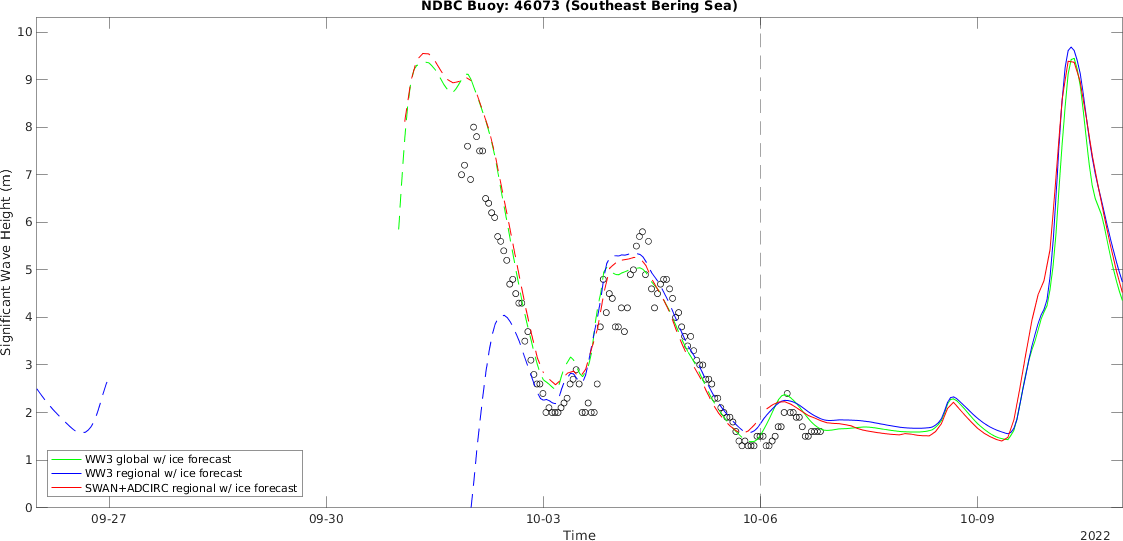 NDBC Buoy: 46073 (Southeast Bering Sea)
Significant Wave Height (m)
10
9
8
7
6
5
4
3
2
1
0
WW3 global w/ ice forecast
WW3 regional w/ ice forecast
SWAN+ADCIRC regional w/ ice forecast
09-27
09-30
10-03
10-06
10-09
Time
2022